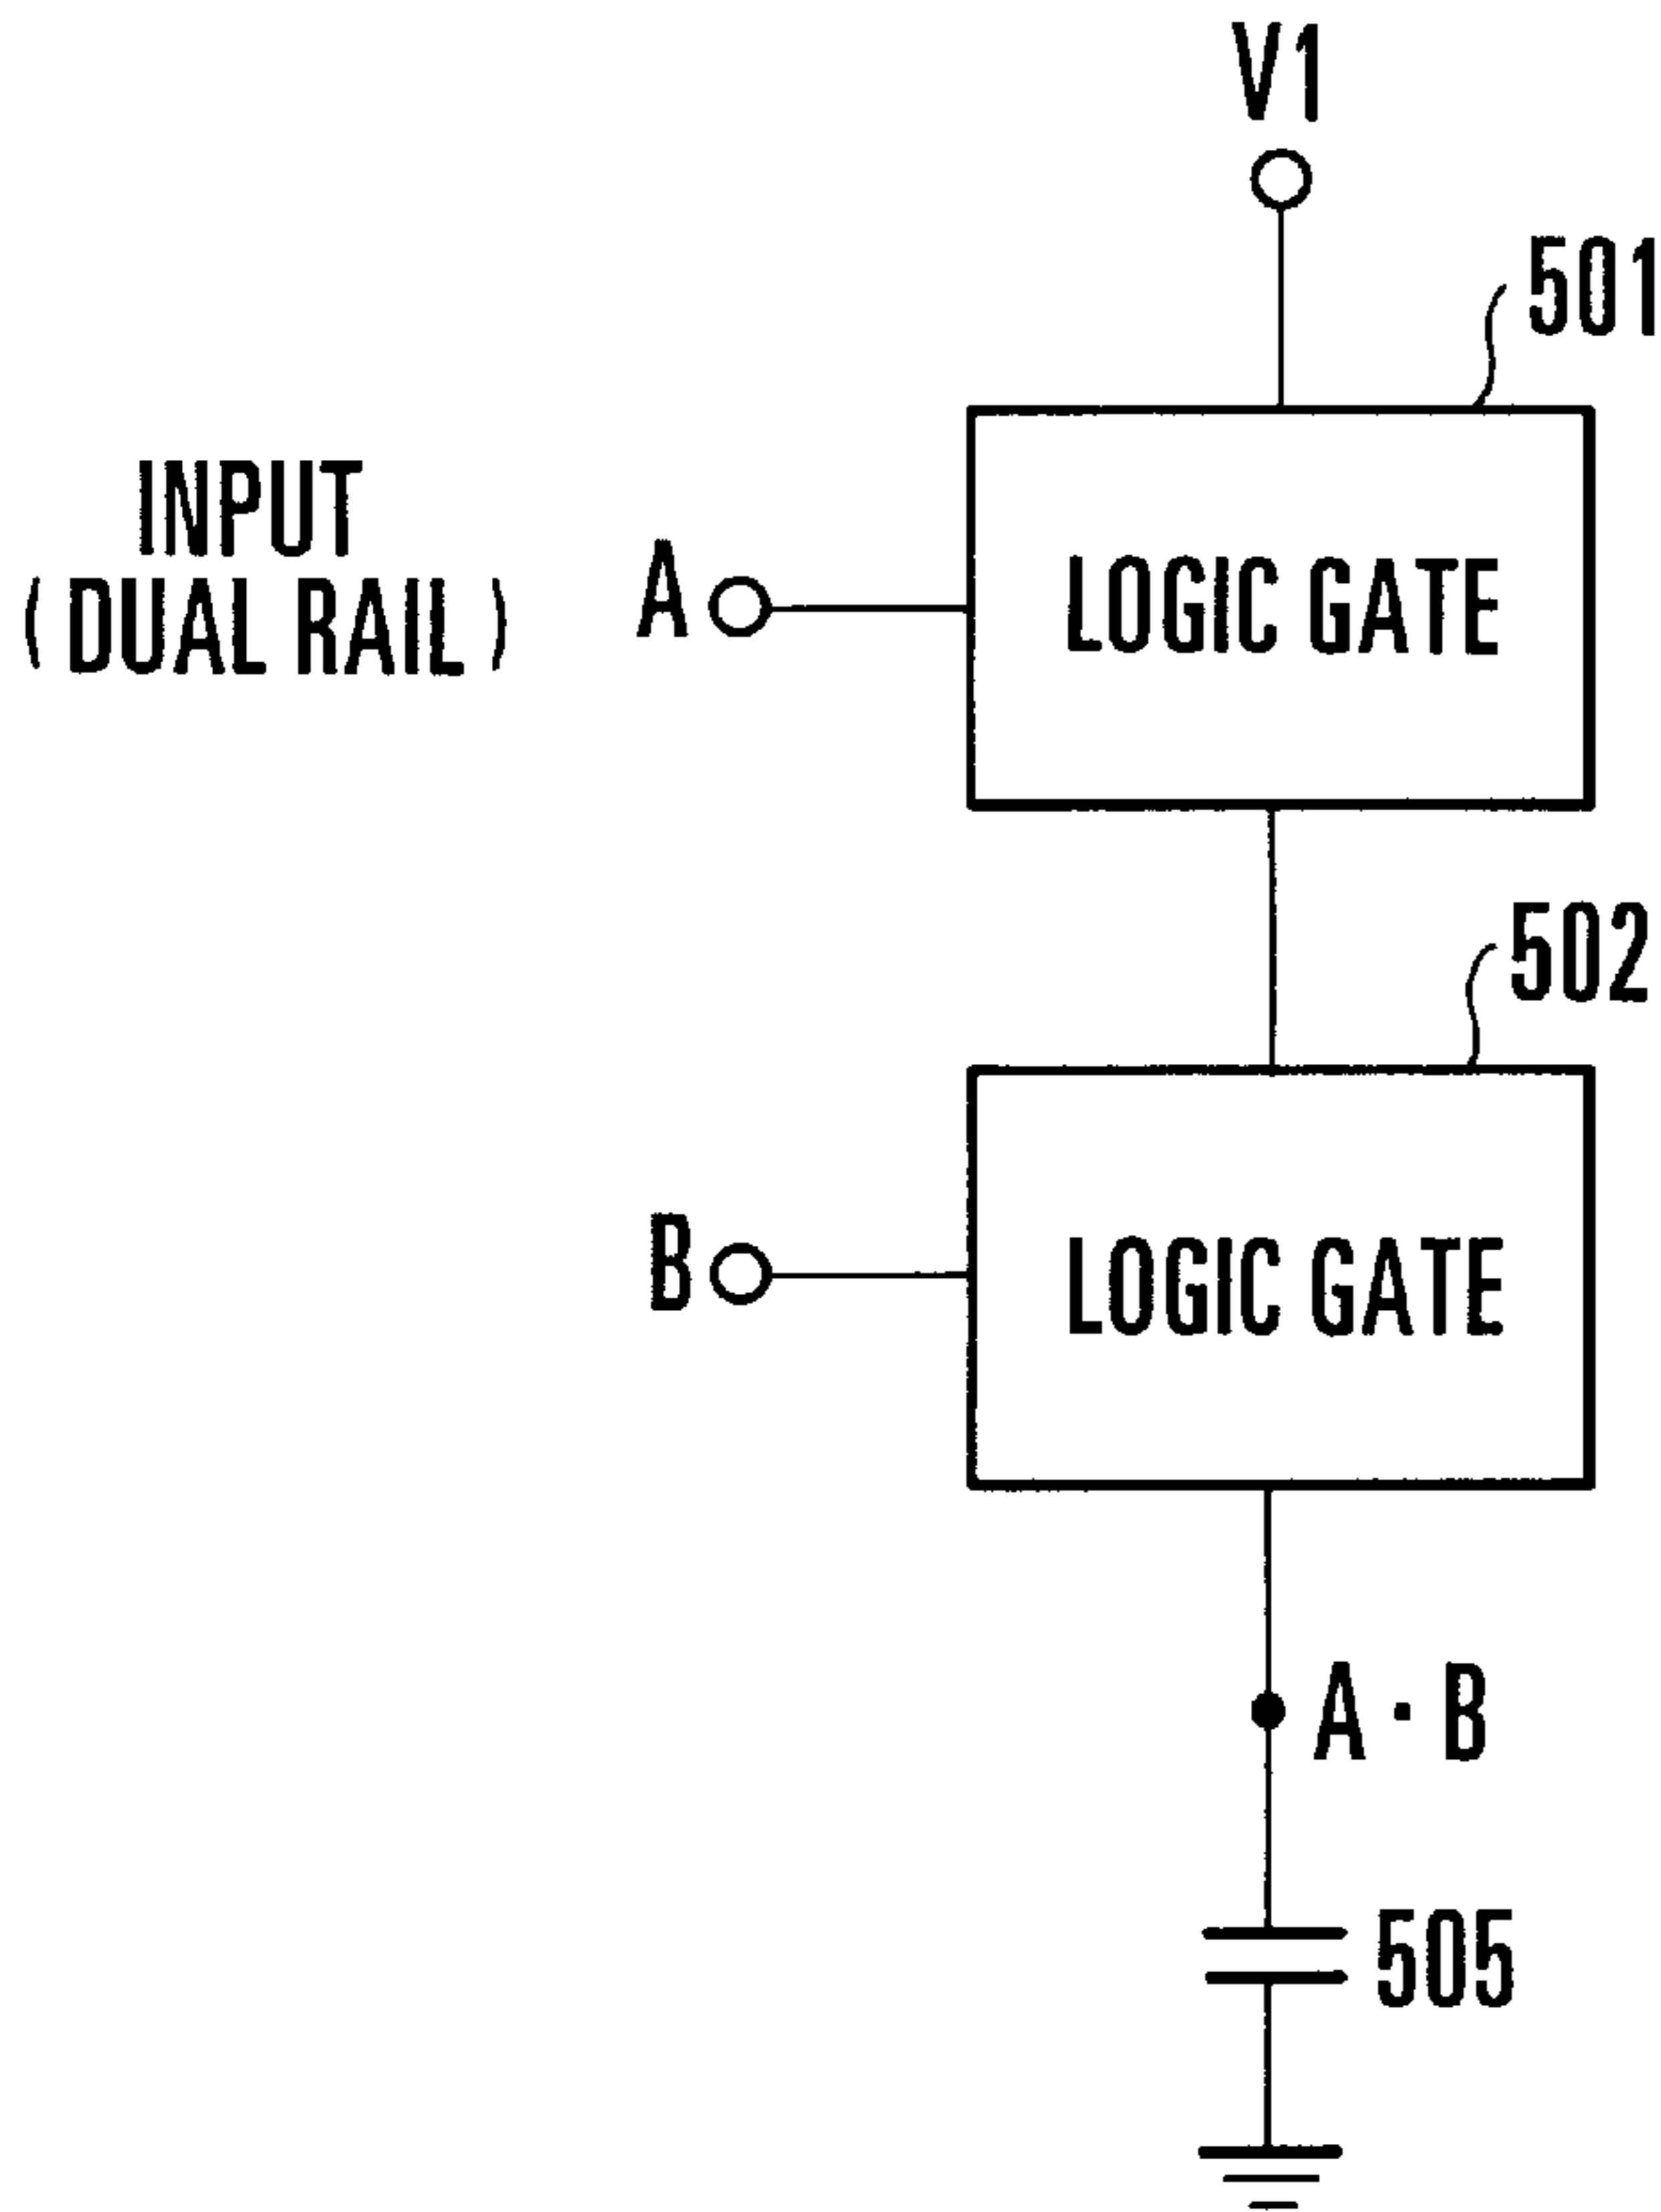 V1
501
INPUT
( DUAL RAIL )
A
LOGIC GATE
502
B
LOGIC GATE
A · B
505